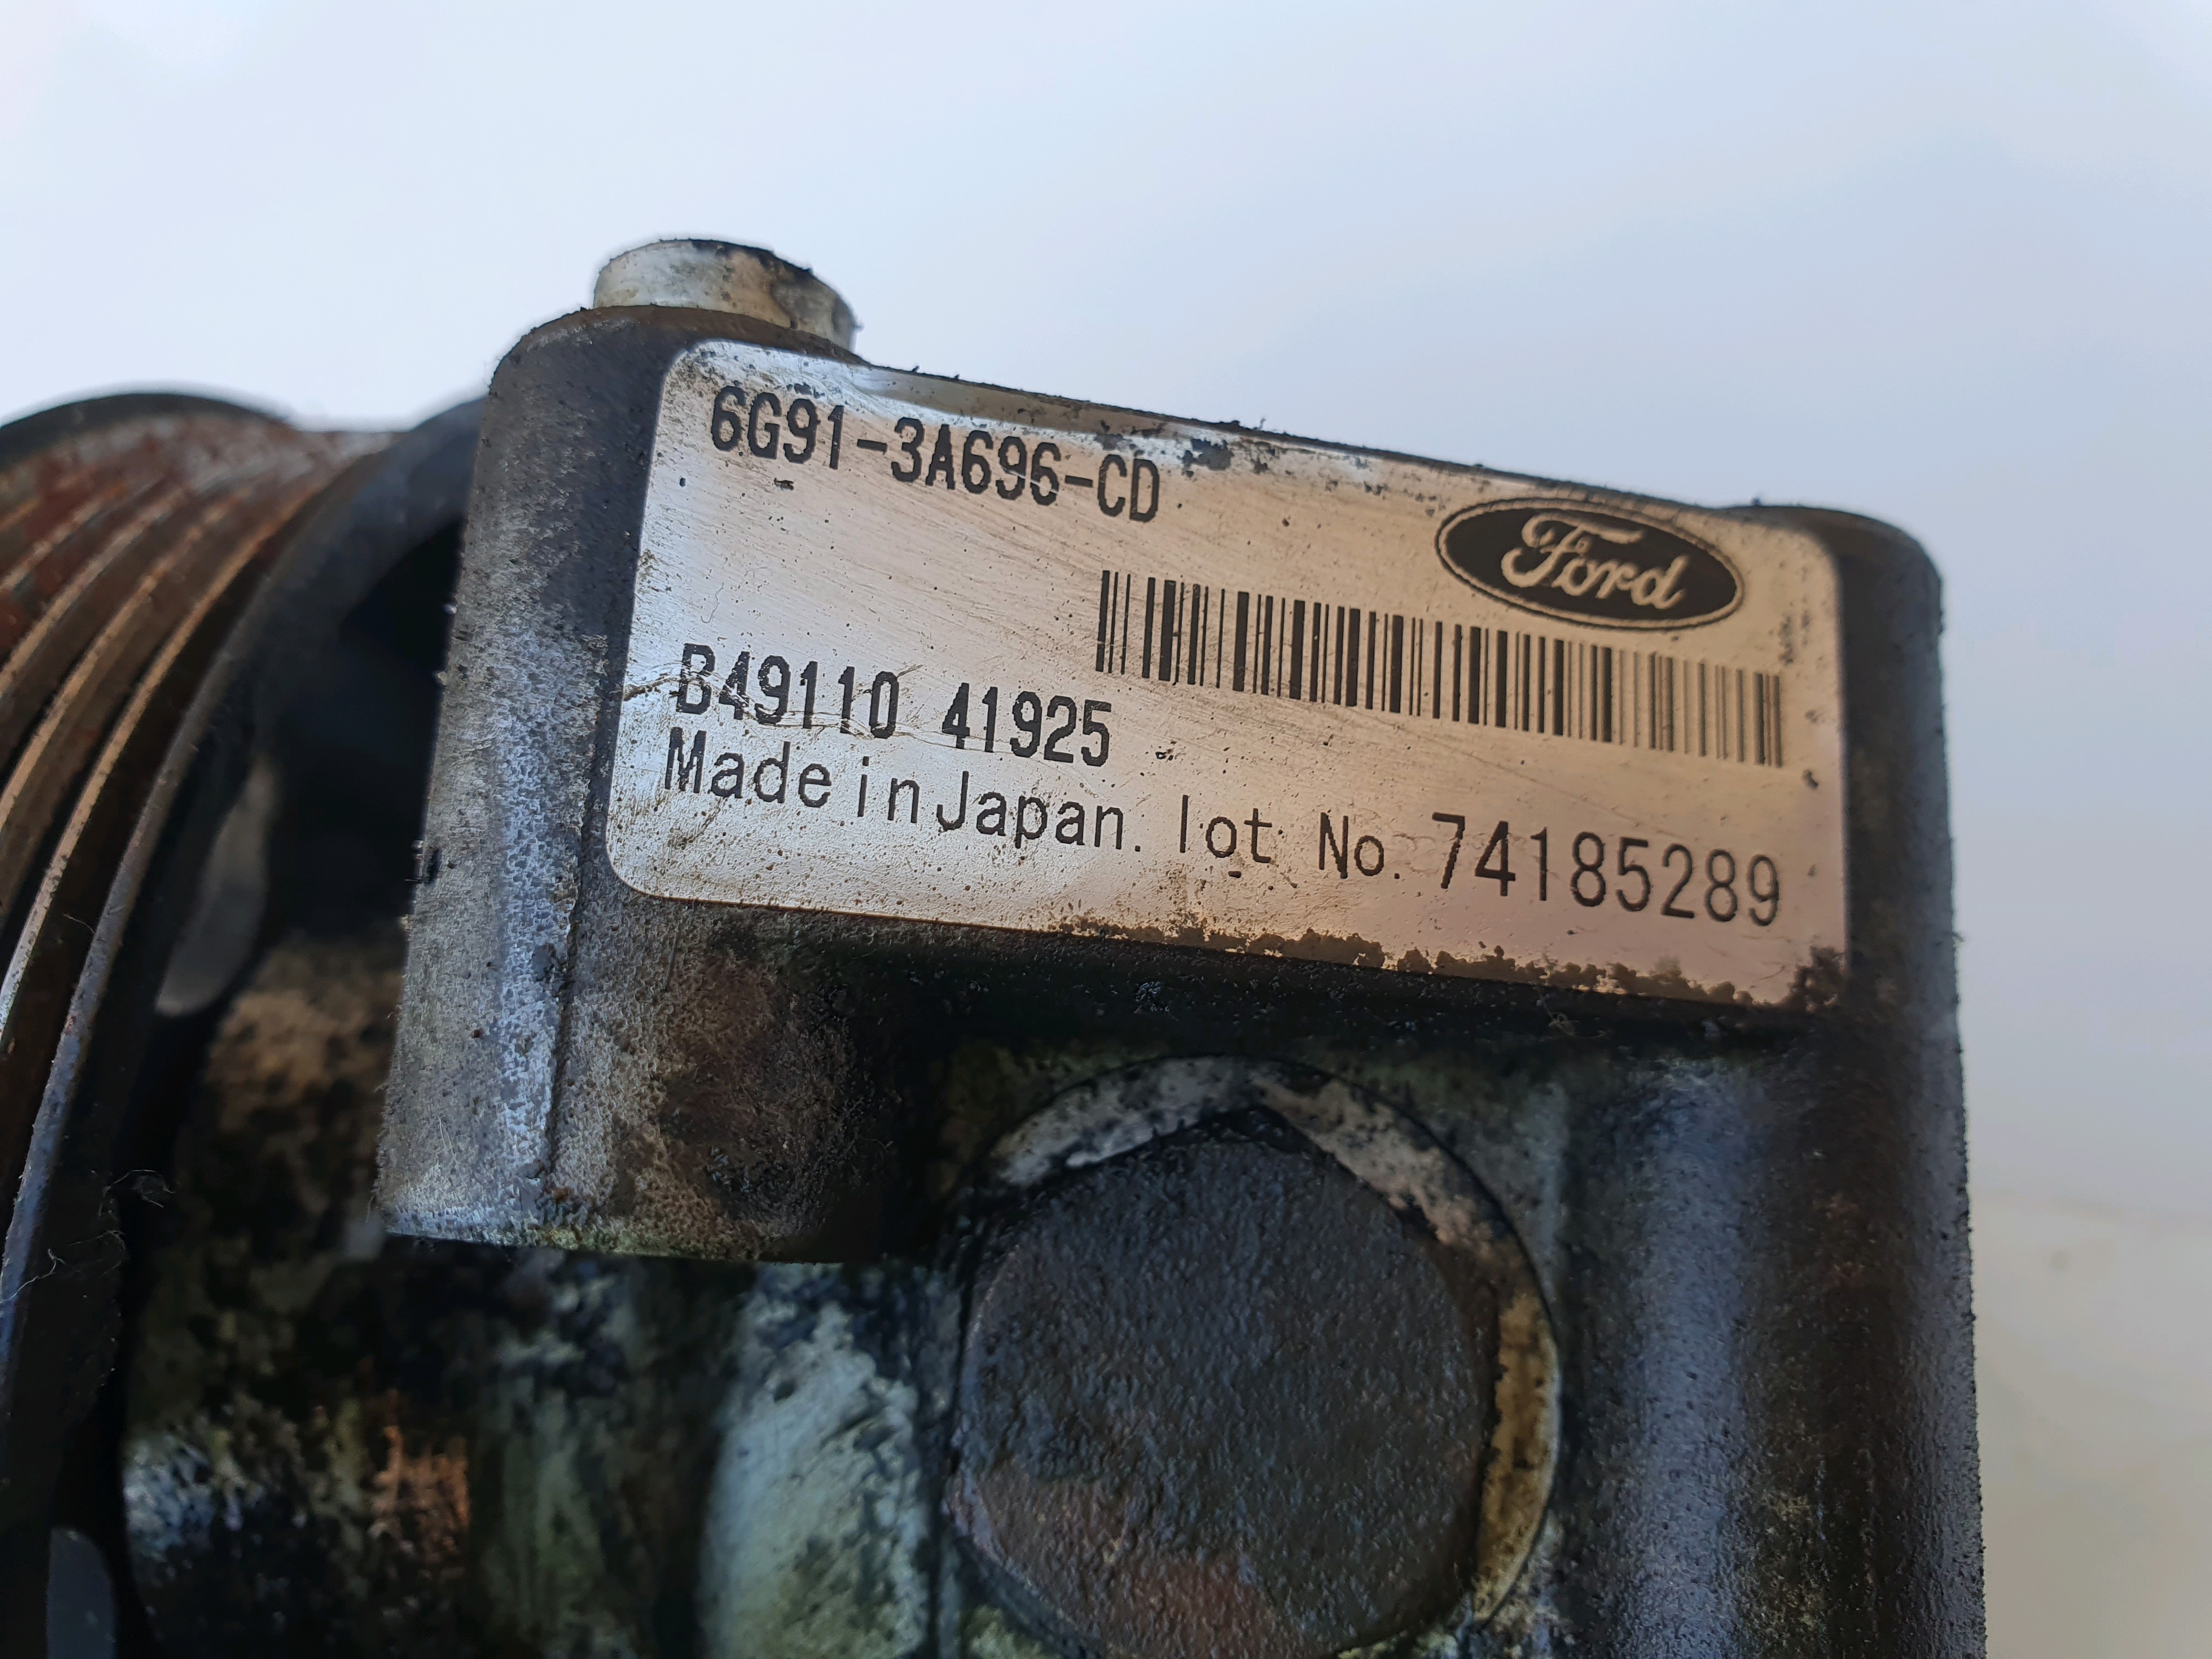 6G91-3A696-CD
Ford
B49110 41925
Made in Japan. lot No. 74185289